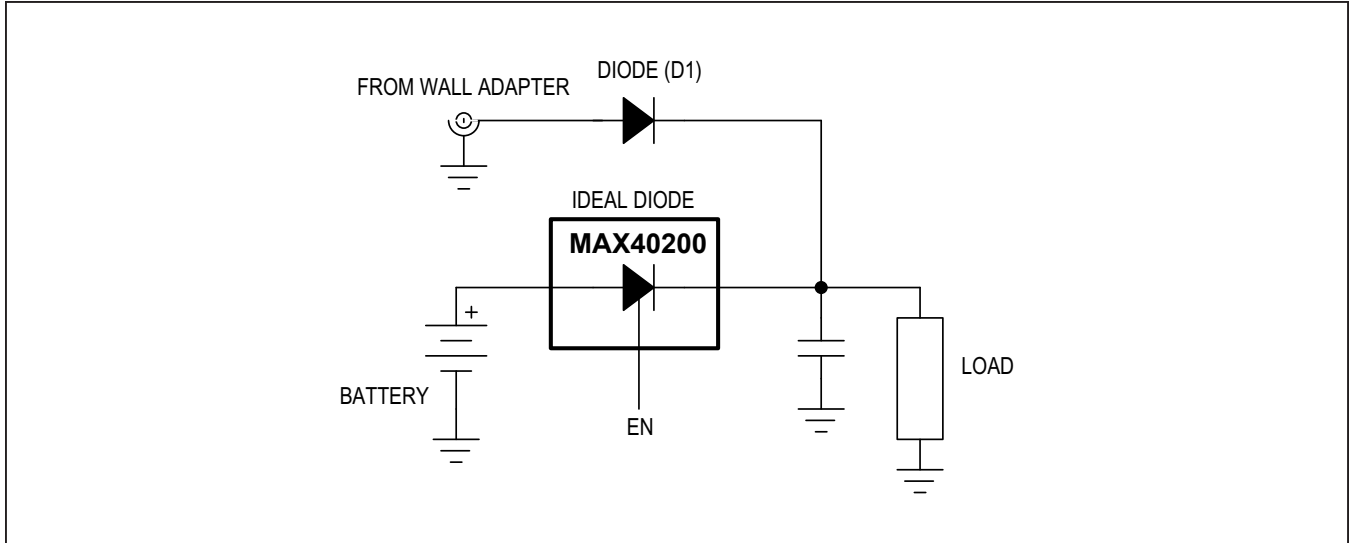 DIODE (D1)
FROM WALL ADAPTER
IDEAL DIODE
MAX40200
+
BATTERY
EN
LOAD